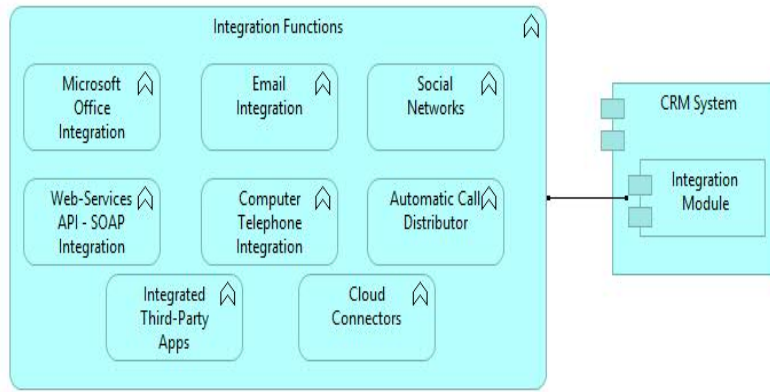 Integration Functions
Microsoft
Office
Integration
Email
Integration
Social
Networks
Web-Services
API - SOAP
Integration
Computer
Telephone
Integration
Automatic Call
Distributor
Integrated
Third-Party
Apps
Cloud
Connectors
CRM System
Integration
Module